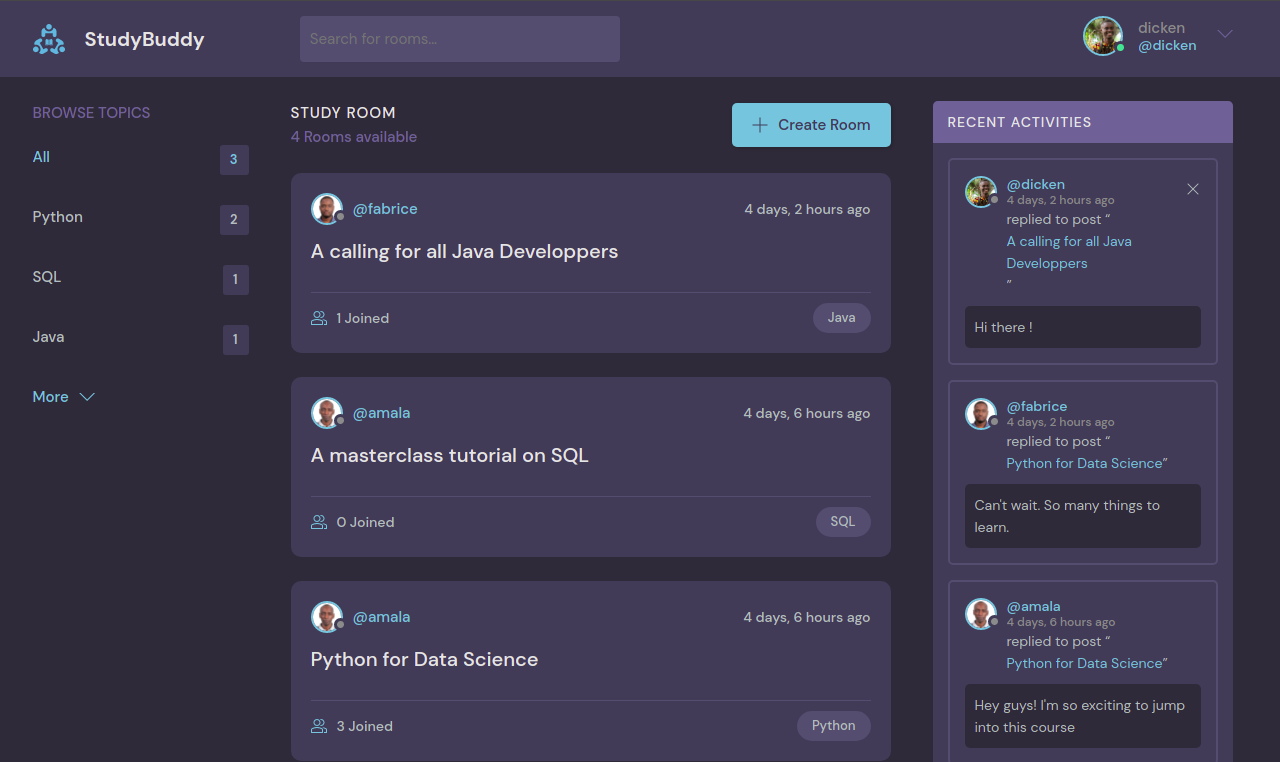 StudyBuddy
Search for rooms...
dicken
@dicken
BROWSE TOPICS
All
3
Python
2
SQL
1
Java
1
More
STUDY ROOM
4 Rooms available
Create Room
@fabrice
4 days, 2 hours ago
A calling for all Java Developpers
1 Joined
Java
@amala
4 days, 6 hours ago
A masterclass tutorial on SQL
0 Joined
SQL
@amala
4 days, 6 hours ago
Python for Data Science
3 Joined
Python
RECENT ACTIVITIES
@dicken
4 days, 2 hours ago
replied to post “
A calling for all Java
Developpers
”
Hi there !
@fabrice
4 days, 2 hours ago
replied to post “
Python for Data Science”
Can't wait. So many things to
learn.
@amala
4 days, 6 hours ago
replied to post “
Python for Data Science”
Hey guys! I'm so exciting to jump
into this course